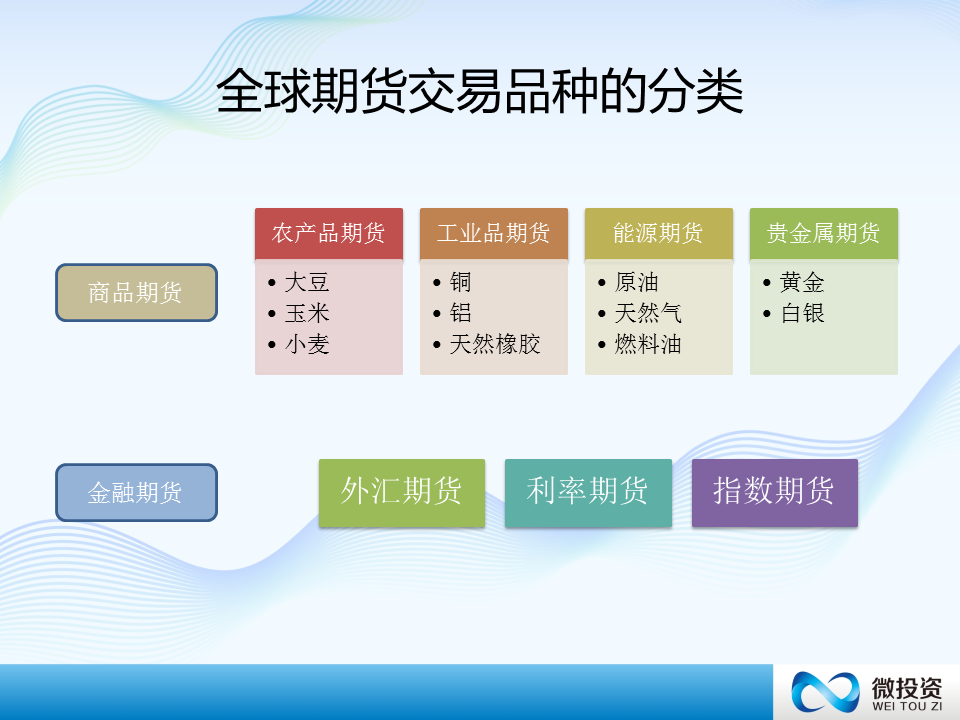 全球期货交易品种的分类
商品期货
农产品期货
• 大豆
• 玉米
• 小麦
工业品期货
• 铜
• 铝
• 天然橡胶
能源期货
• 原油
• 天然气
• 燃料油
贵金属期货
• 黄金
• 白银
金融期货
外汇期货
利率期货
指数期货
微投资
WEI TOU ZI